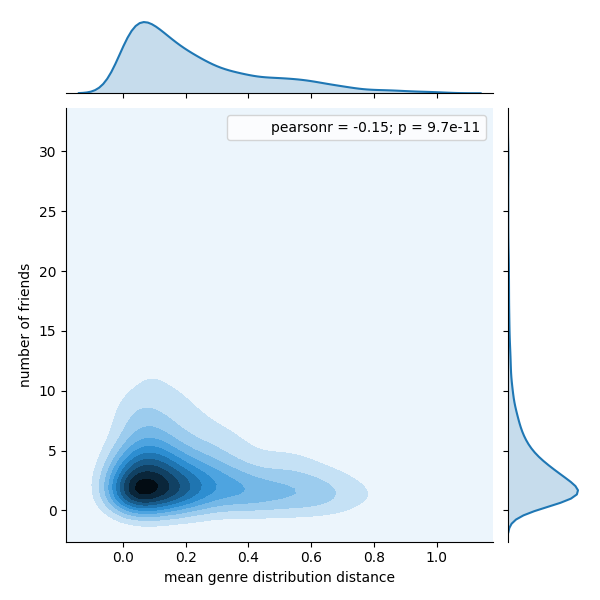 pearsonr = -0.15; p = 9.7e-11
30
25
20
15
10
5
0
number of friends
0.0 0.2 0.4 0.6 0.8 1.0
mean genre distribution distance